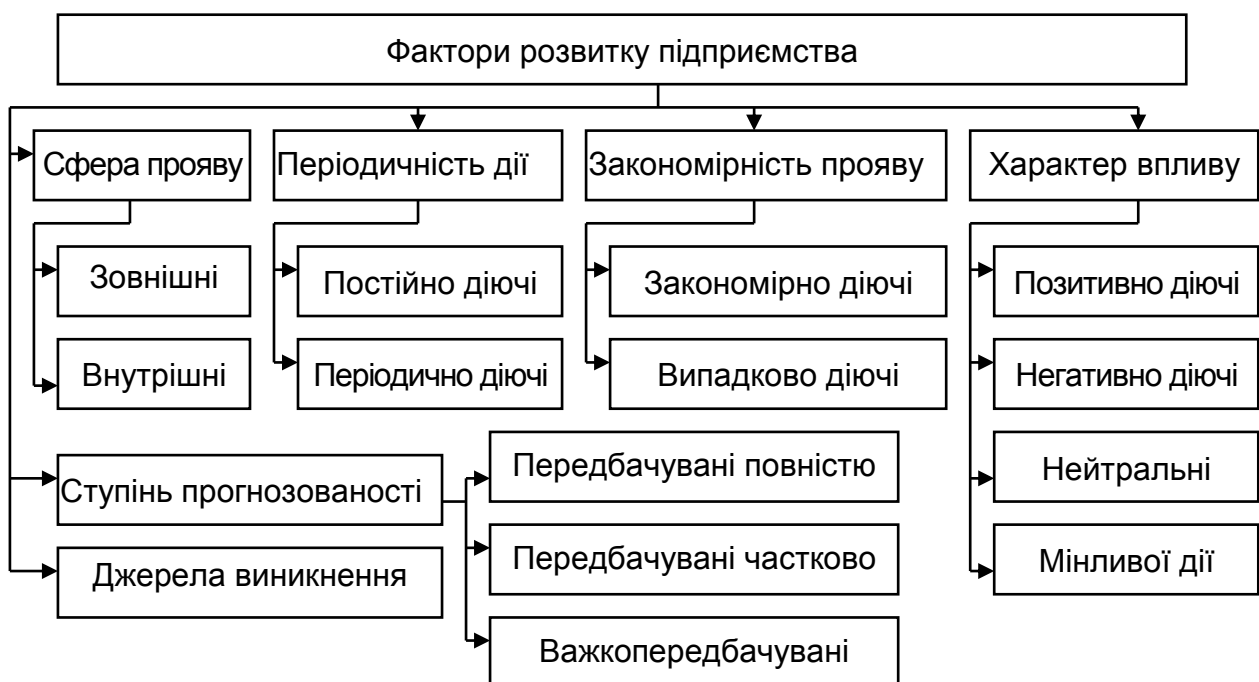 Фактори розвитку підприємства
Сфера прояву
Періодичність дії
Закономірність прояву
Характер впливу
Зовнішні
Постійно діючі
Закономірно діючі
Позитивно діючі
Внутрішні
Періодично діючі
Випадково діючі
Негативно діючі
Ступінь прогнозованості
Передбачувані повністю
Нейтральні
Джерела виникнення
Передбачувані частково
Мінливої дії
Важкопередбачувані